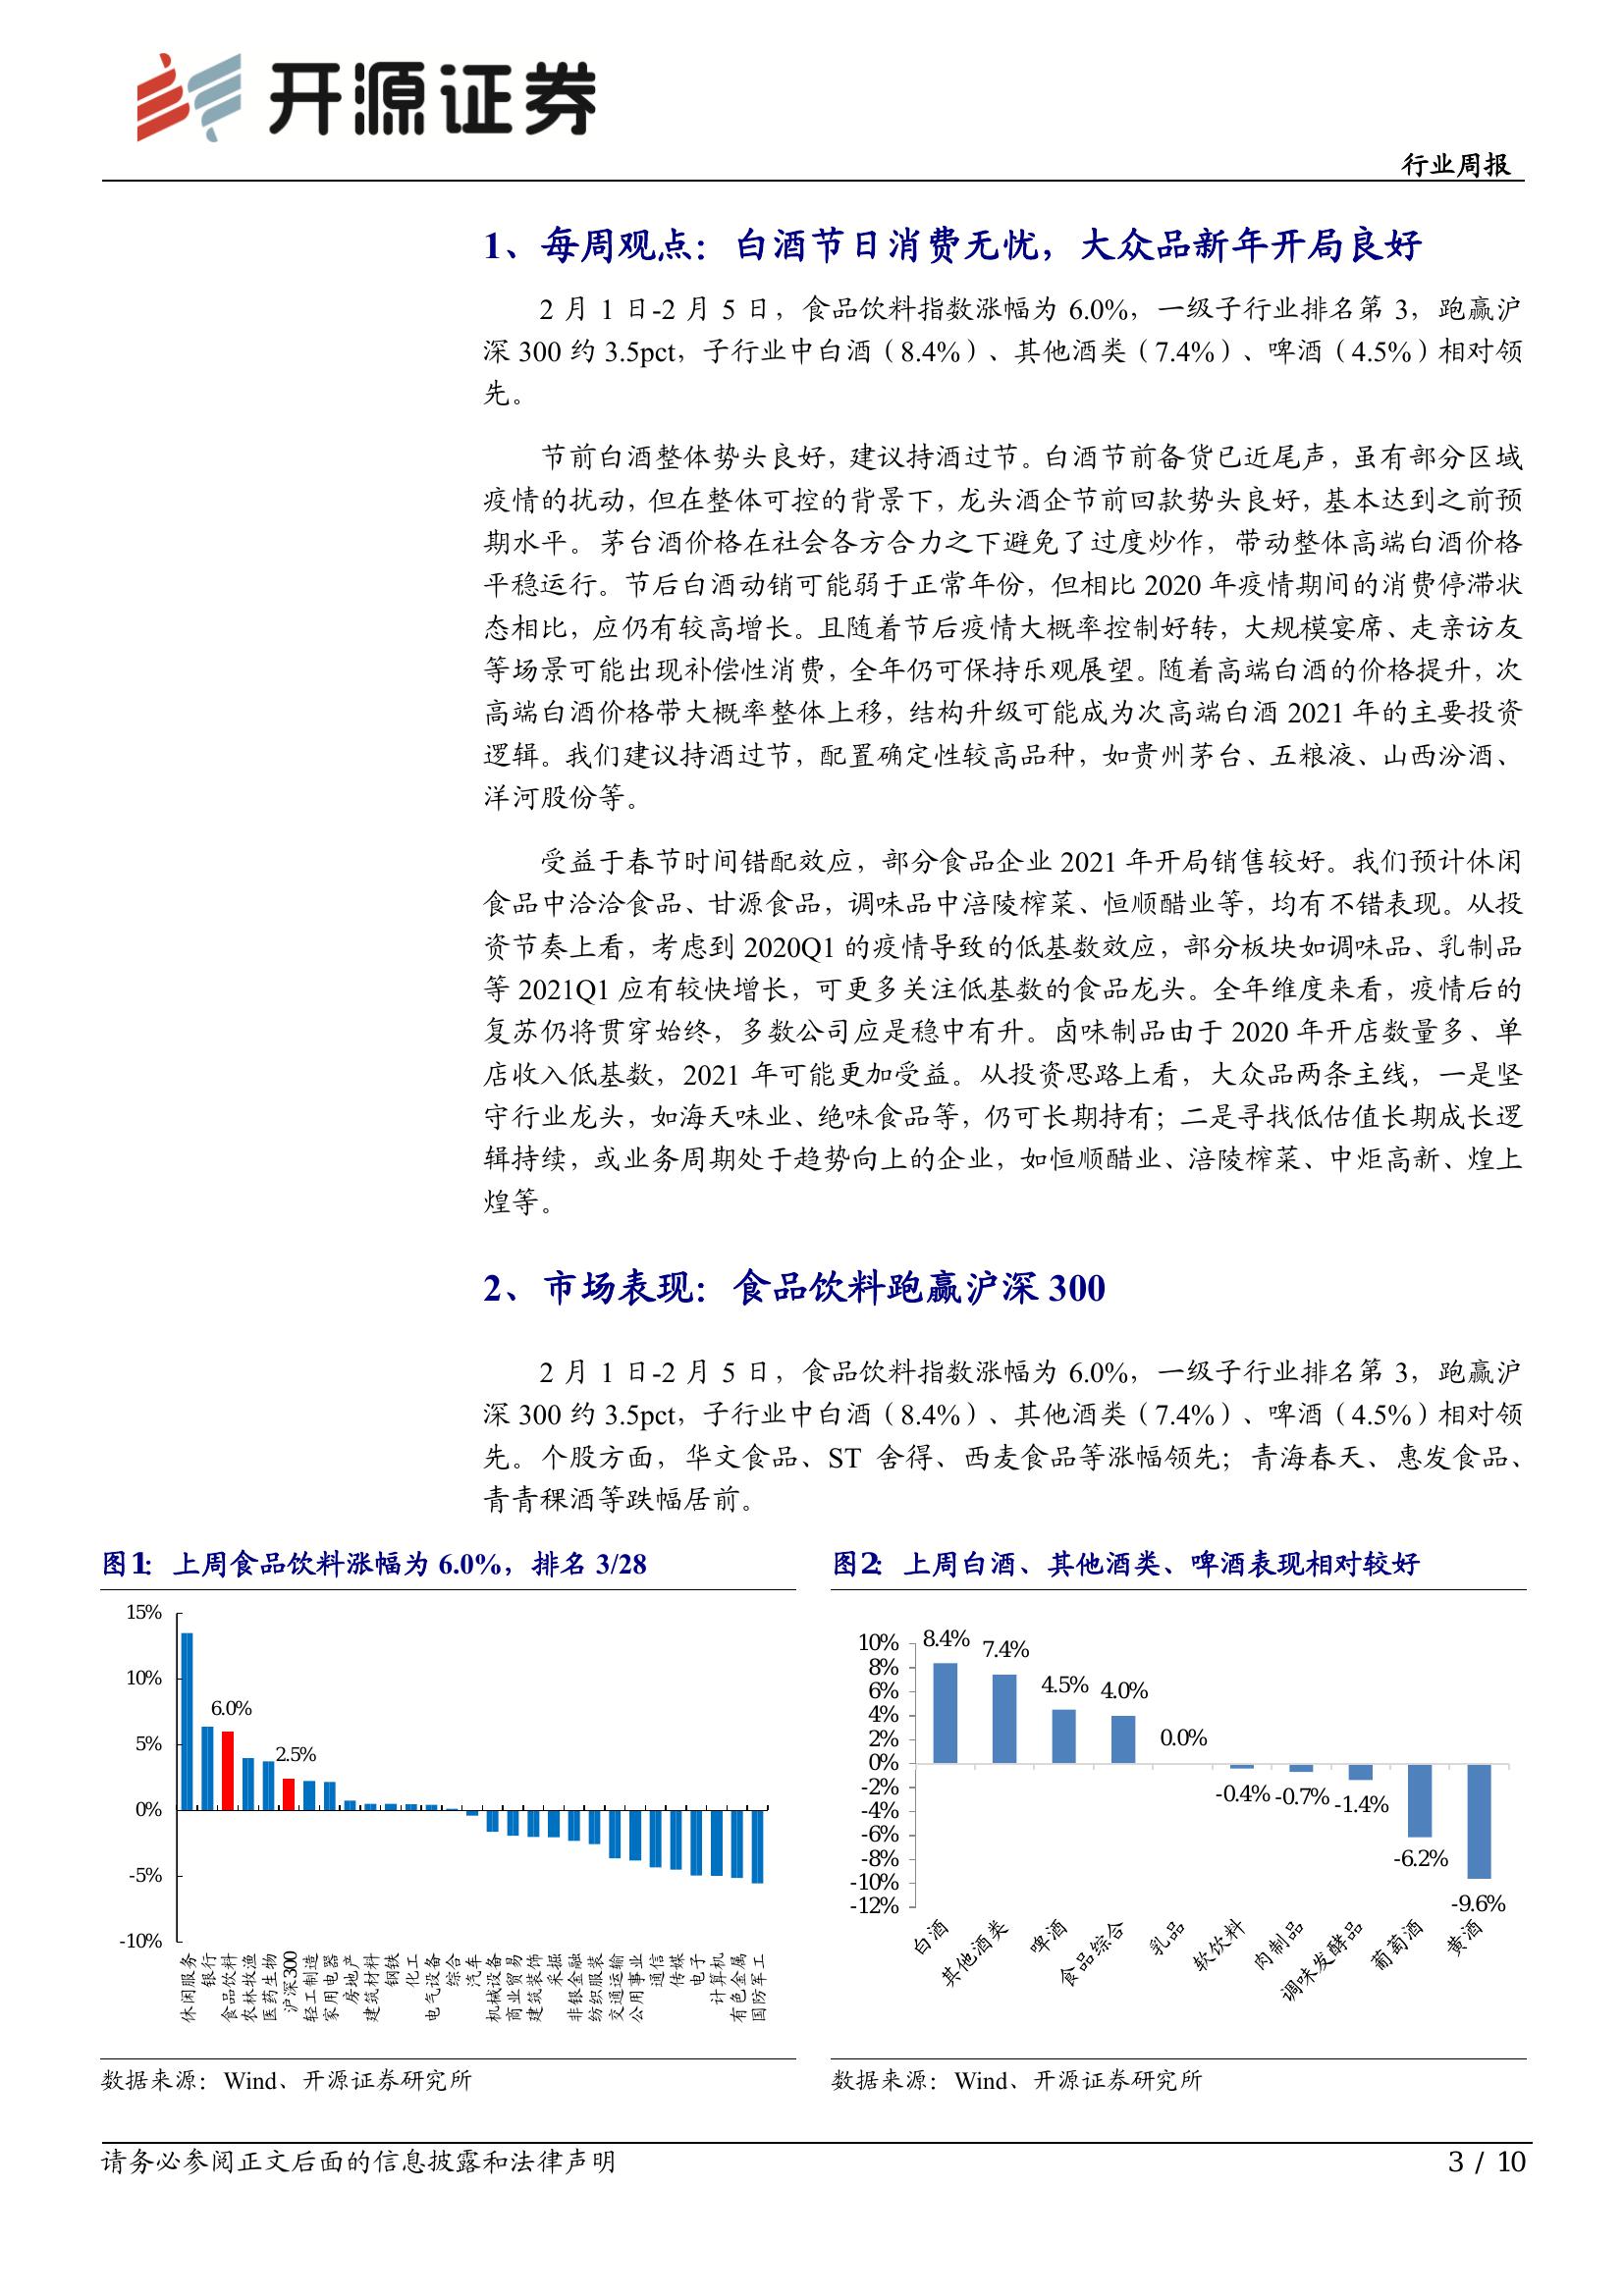 开源证券
行业周报
1、每周观点：白酒节日消费无忧，大众品新年开局良好
2 月 1 日-2 月 5 日，食品饮料指数涨幅为 6.0%，一级子行业排名第 3，跑赢沪
深 300 约 3.5pct，子行业中白酒（8.4%）、其他酒类（7.4%）、啤酒（4.5%）相对领
先。
节前白酒整体势头良好，建议持酒过节。白酒节前备货已近尾声，虽有部分区域
疫情的扰动，但在整体可控的背景下，龙头酒企节前回款势头良好，基本达到之前预
期水平。茅台酒价格在社会各方合力之下避免了过度炒作，带动整体高端白酒价格
平稳运行。节后白酒动销可能弱于正常年份，但相比 2020 年疫情期间的消费停滞状
态相比，应仍有较高增长。且随着节后疫情大概率控制好转，大规模宴席、走亲访友
等场景可能出现补偿性消费，全年仍可保持乐观展望。随着高端白酒的价格提升，次
高端白酒价格带大概率整体上移，结构升级可能成为次高端白酒 2021 年的主要投资
逻辑。我们建议持酒过节，配置确定性较高品种，如贵州茅台、五粮液、山西汾酒、
洋河股份等。
受益于春节时间错配效应，部分食品企业 2021 年开局销售较好。我们预计休闲
食品中洽洽食品、甘源食品，调味品中涪陵榨菜、恒顺醋业等，均有不错表现。从投
资节奏上看，考虑到 2020Q1 的疫情导致的低基数效应，部分板块如调味品、乳制品
等 2021Q1 应有较快增长，可更多关注低基数的食品龙头。全年维度来看，疫情后的
复苏仍将贯穿始终，多数公司应是稳中有升。卤味制品由于 2020 年开店数量多、单
店收入低基数，2021 年可能更加受益。从投资思路上看，大众品两条主线，一是坚
守行业龙头，如海天味业、绝味食品等，仍可长期持有；二是寻找低估值长期成长逻
辑持续，或业务周期处于趋势向上的企业，如恒顺醋业、涪陵榨菜、中炬高新、煌上
煌等。
2、市场表现：食品饮料跑赢沪深 300
2 月 1 日-2 月 5 日，食品饮料指数涨幅为 6.0%，一级子行业排名第 3，跑赢沪
深 300 约 3.5pct，子行业中白酒（8.4%）、其他酒类（7.4%）、啤酒（4.5%）相对领
先。个股方面，华文食品、ST 舍得、西麦食品等涨幅领先；青海春天、惠发食品、
青青稞酒等跌幅居前。
图1：上周食品饮料涨幅为 6.0%，排名 3/28
15%
10%
5%
0%
-5%
-10%
6.0%
2.5%
休闲服务
银行
食品饮料
农林牧渔
医药生物
沪深300
轻工制造
家用电器
房地产
建筑材料
钢铁
化工
电气设备
综合
汽车
机械设备
商业贸易
建筑装饰
采掘
非银金融
纺织服装
交通运输
公用事业
通信
传媒
电子
计算机
有色金属
国防军工
数据来源：Wind、开源证券研究所
图2：上周白酒、其他酒类、啤酒表现相对较好
10%
8%
6%
4%
2%
0%
-2%
-4%
-6%
-8%
-10%
-12%
8.4%
7.4%
4.5%
4.0%
0.0%
-0.4%
-0.7%
-1.4%
-6.2%
-9.6%
白酒
其他酒类
啤酒
食品综合
乳品
软饮料
肉制品
调味发酵品
葡萄酒
黄酒
数据来源：Wind、开源证券研究所
请务必参阅正文后面的信息披露和法律声明
3 / 10